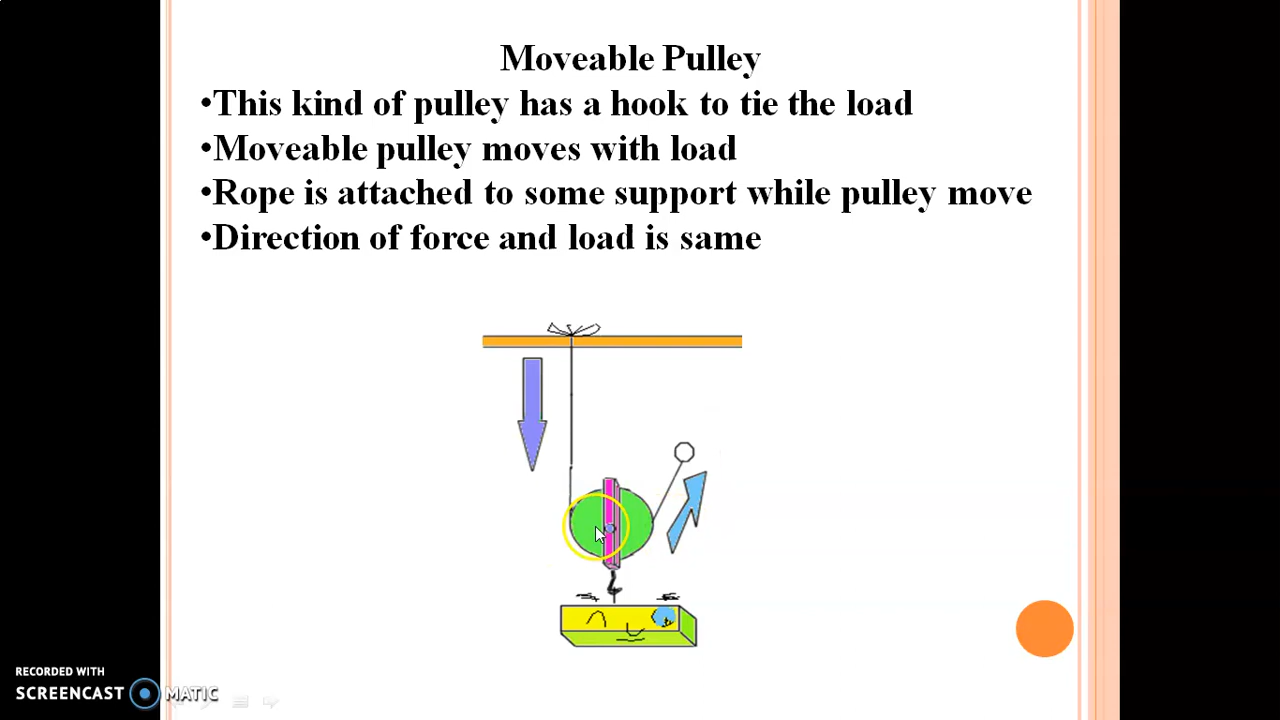 Moveable Pulley
•This kind of pulley has a hook to tie the load
•Moveable pulley moves with load
•Rope is attached to some support while pulley move
•Direction of force and load is same
RECORDED WITH
SCREENCAST MATIC